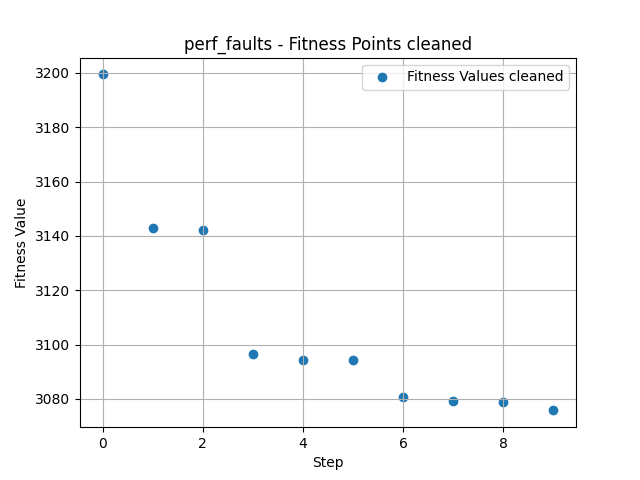 perf_faults - Fitness Points cleaned
Fitness Values cleaned
3200
3180
3160
3140
3120
3100
3080
Fitness Value
0 2 4 6 8
Step